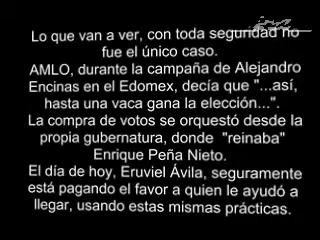 Lo que van a ver, con toda seguridad no
fue el único caso.
AMLO, durante la campaña de Alejandro
Encinas en el Edomex, decía que "...así,
hasta una vaca gana la elección...".
La compra de votos se orquestó desde la
propia gubernatura, donde "reinaba"
Enrique Peña Nieto.
El día de hoy, Eruviel Ávila, seguramente
está pagando el favor a quien le ayudó a
llegar, usando estas mismas prácticas.